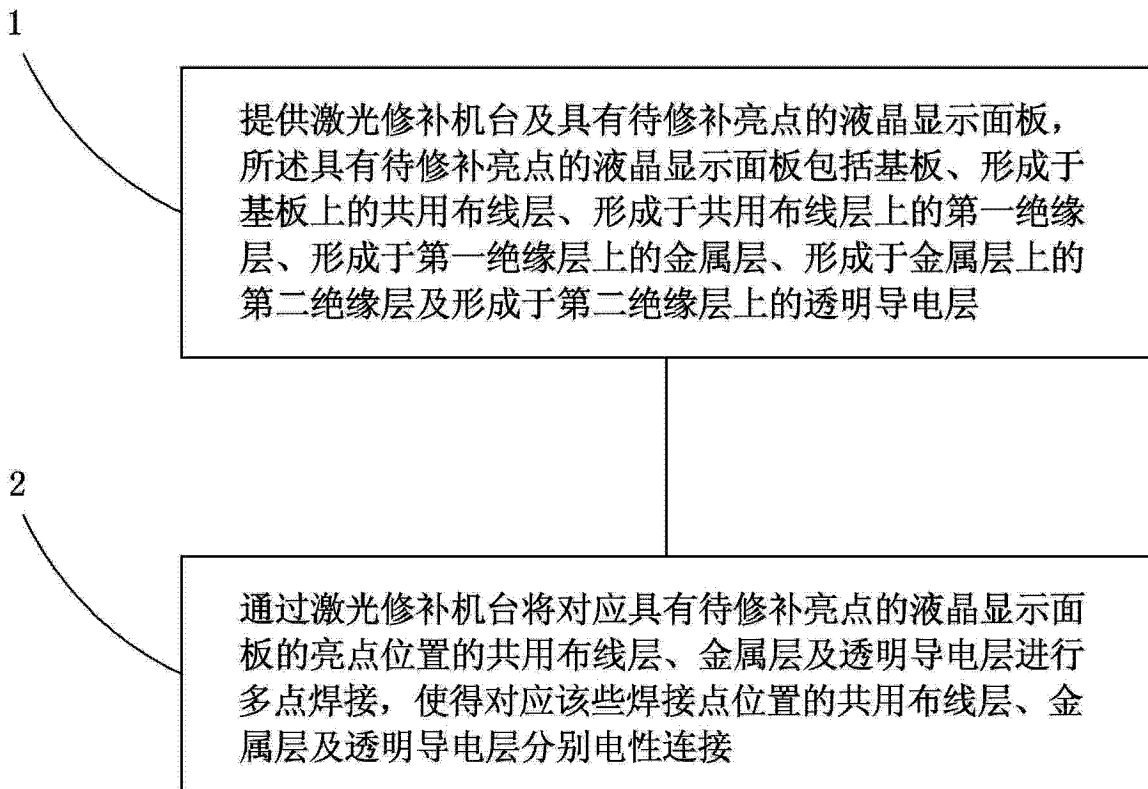 1
提供激光修补机台及具有待修补亮点的液晶显示面板，
所述具有待修补亮点的液晶显示面板包括基板、形成于
基板上的共用布线层、形成于共用布线层上的第一绝缘
层、形成于第一绝缘层上的金属层、形成于金属层上的
第二绝缘层及形成于第二绝缘层上的透明导电层
2
通过激光修补机台将对应具有待修补亮点的液晶显示面
板的亮点位置的共用布线层、金属层及透明导电层进行
多点焊接，使得对应该些焊接点位置的共用布线层、金
属层及透明导电层分别电性连接